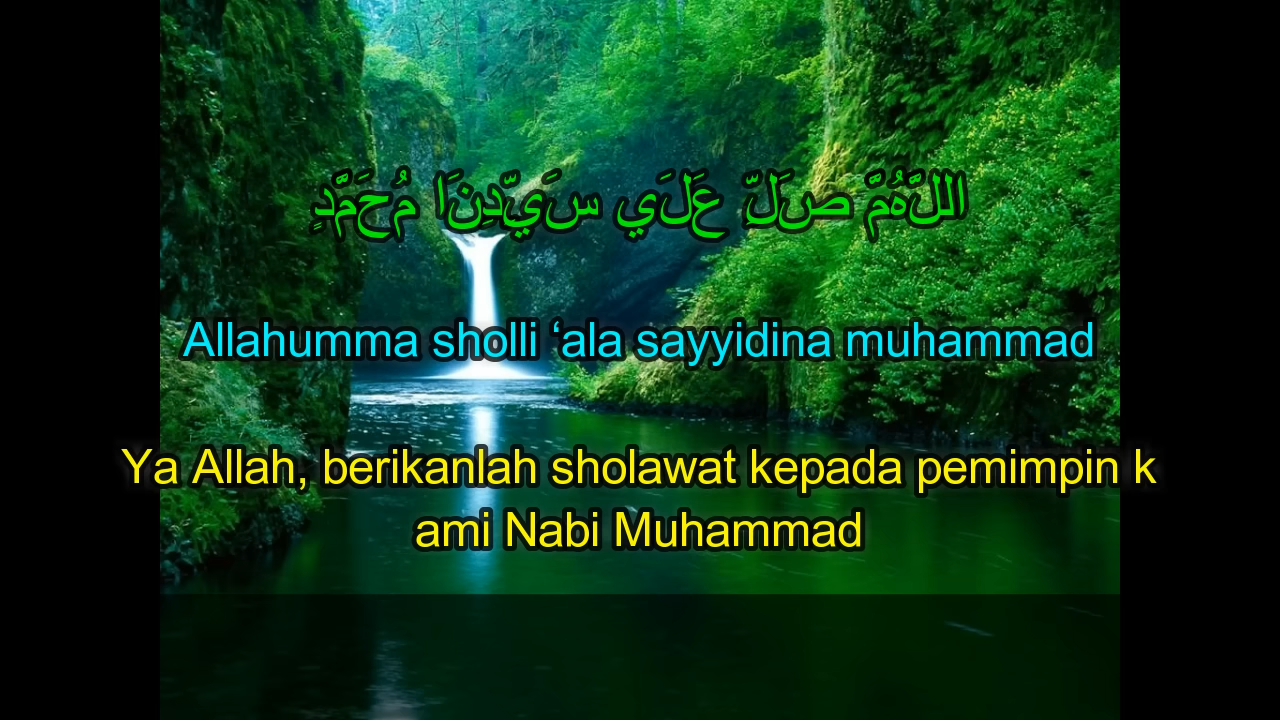 اللَّهُمَّ صَلِّ عَلَي سَيِّدِنَا مُحَمَّدٍ
Allahumma sholli ‘ala sayyidina muhammad
Ya Allah, berikanlah sholawat kepada pemimpin k
ami Nabi Muhammad